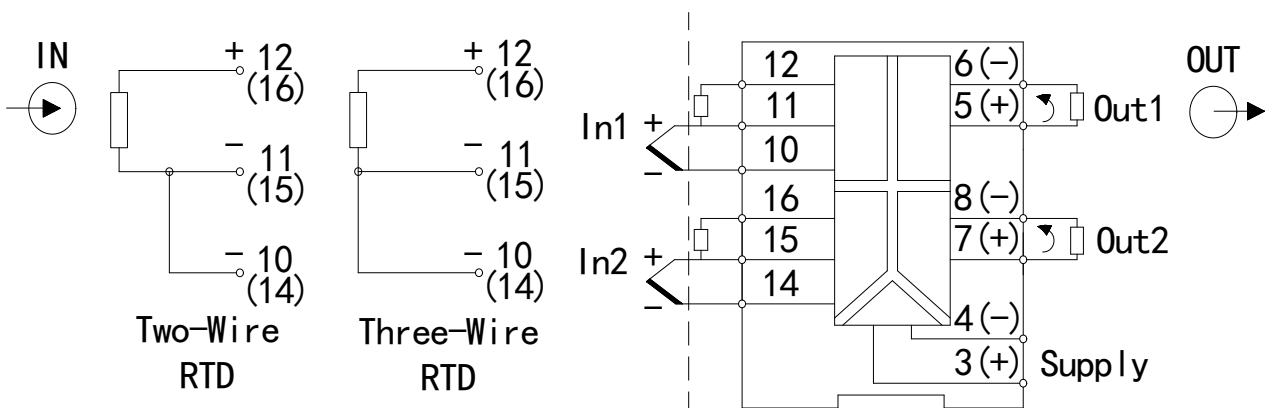 IN
+ 12
(16)
- 11
(15)
- 10
(14)
Two-Wire
RTD
+ 12
(16)
- 11
(15)
- 10
(14)
Three-Wire
RTD
In1
+
-
12
11
10
In2
+
-
16
15
14
6(-)
5(+)
Out1
8(-)
7(+)
Out2
4(-)
3(+)
Supply
OUT